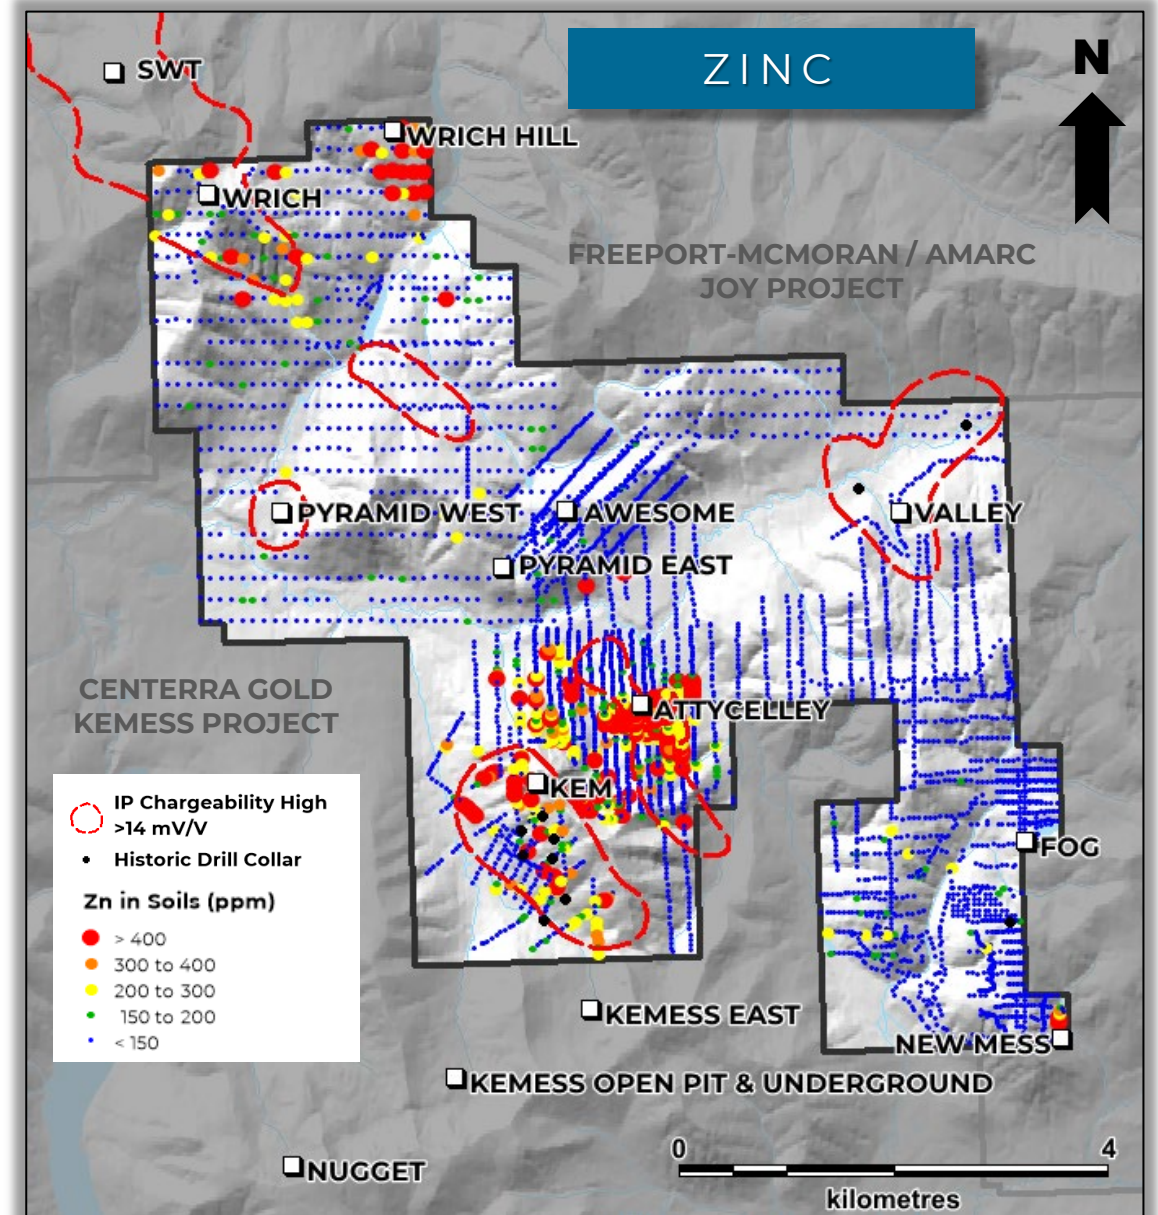 ZINC
N
SWT
WRICH HILL
WRICH
FREEPORT-MCMORAN / AMARC
JOY PROJECT
PYRAMID WEST
AWESOME
VALLEY
PYRAMID EAST
CENTERRA GOLD
KEMESS PROJECT
ATTYCELLEY
KEM
FOG
IP Chargeability High
>14 mV/V
Historic Drill Collar
Zn in Soils (ppm)
> 400
300 to 400
200 to 300
150 to 200
< 150
KEMESS EAST
NEW MESS
KEMESS OPEN PIT & UNDERGROUND
NUGGET
0 4
kilometres